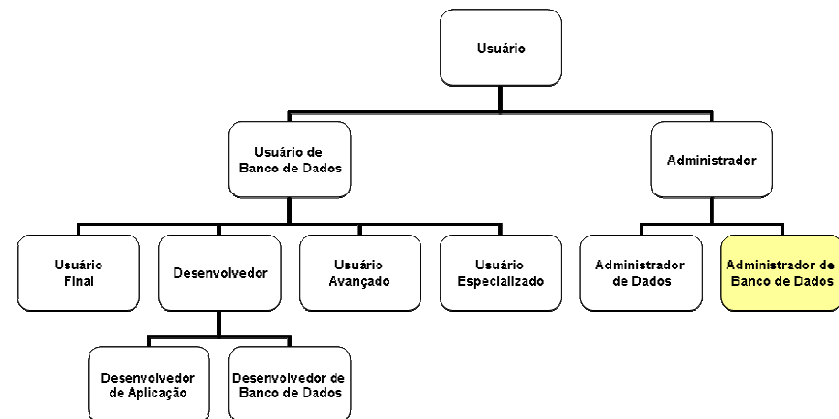 Usuário
Usuário de
Banco de Dados
Administrador
Usuário
Final
Desenvolvedor
Usuário
Avançado
Usuário
Especializado
Administrador
de Dados
Administrador de
Banco de Dados
Desenvolvedor
de Aplicação
Desenvolvedor de
Banco de Dados